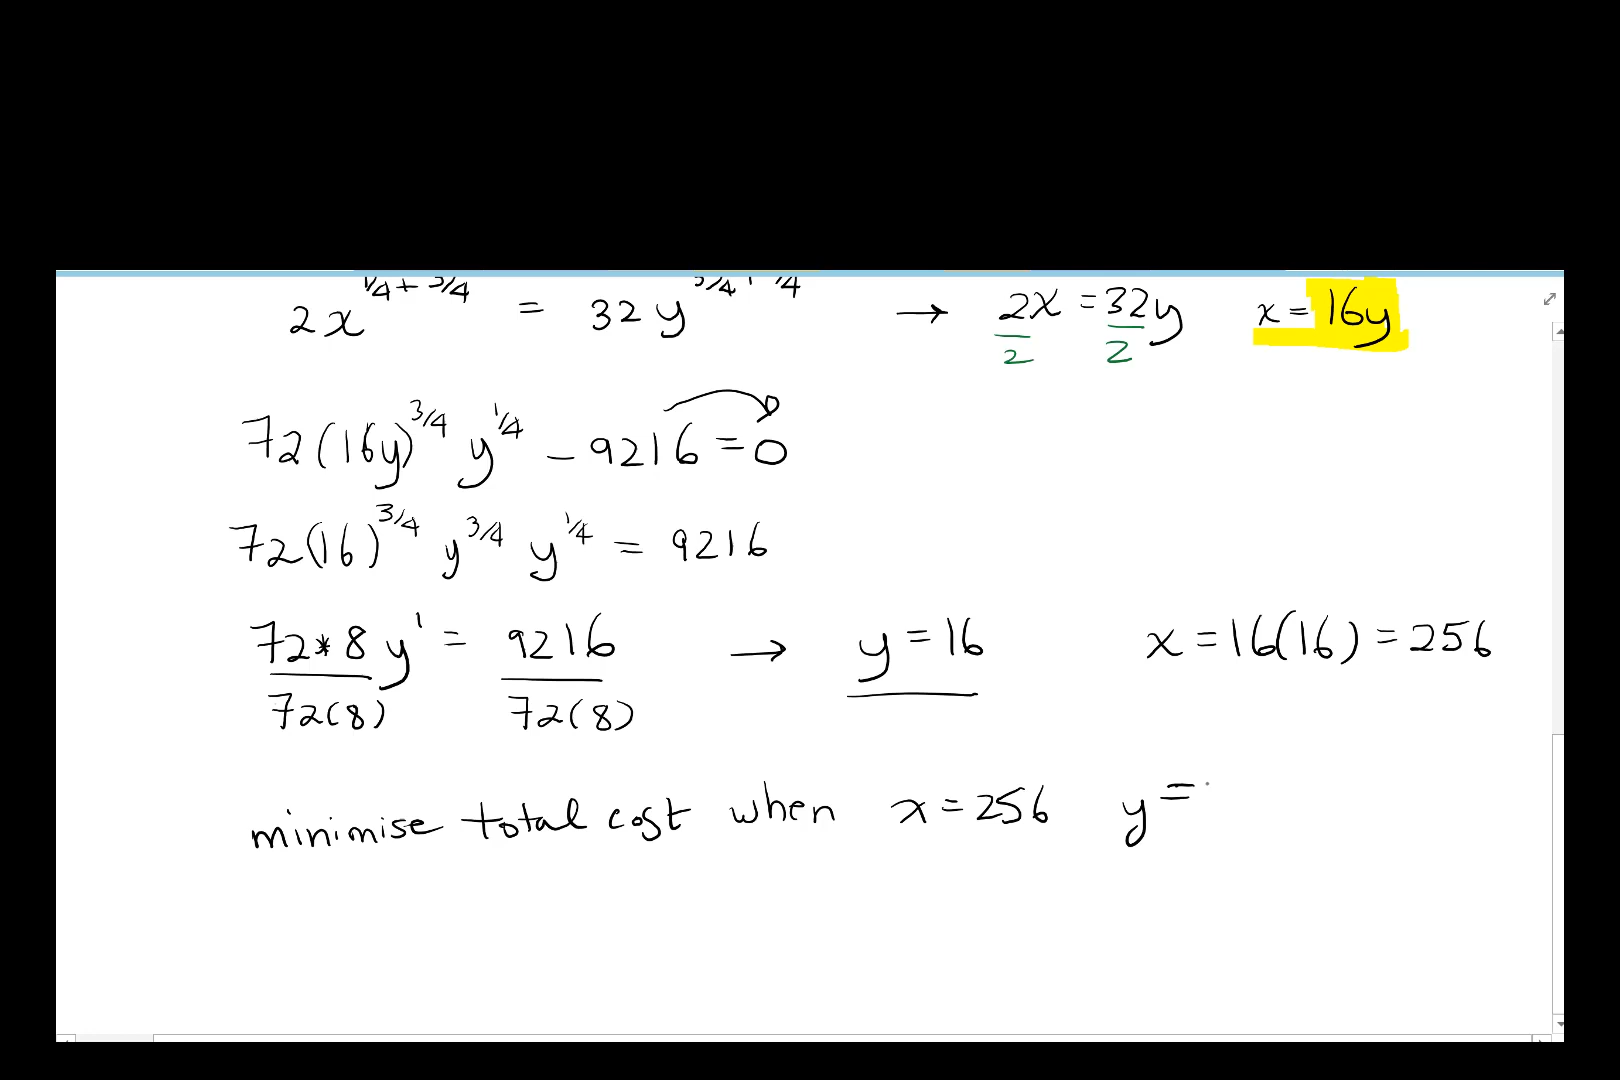 2x^{1/4 + 3/4} = 32y^{3/4 + 1/4} → 2x/2 = 32y/2 x = 16y
72(16y)^{3/4} y^{1/4} - 9216 = 0
72(16)^{3/4} y^{3/4} y^{1/4} = 9216
72*8y^1/72(8) = 9216/72(8) → y = 16 x = 16(16) = 256
minimise total cost when x = 256 y =